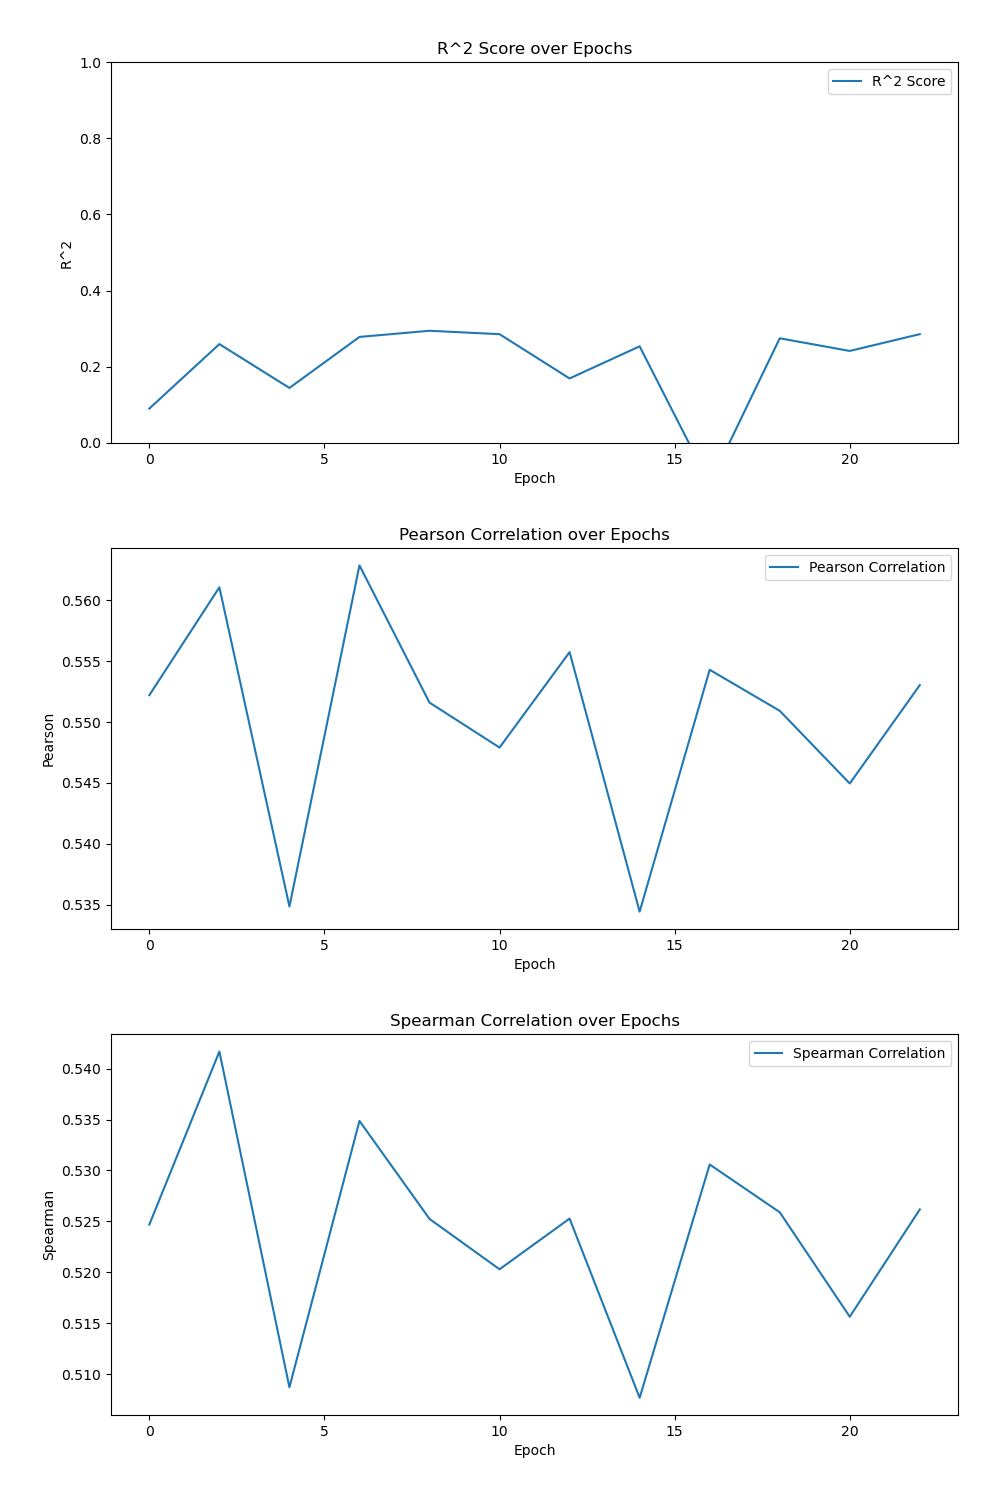 R^2 Score over Epochs
R^2 Score
1.0
0.8
0.6
0.4
0.2
0.0
R^2
0 5 10 15 20
Epoch
Pearson Correlation over Epochs
Pearson Correlation
0.560
0.555
0.550
0.545
0.540
0.535
Pearson
0 5 10 15 20
Epoch
Spearman Correlation over Epochs
Spearman Correlation
0.540
0.535
0.530
0.525
0.520
0.515
0.510
Spearman
0 5 10 15 20
Epoch